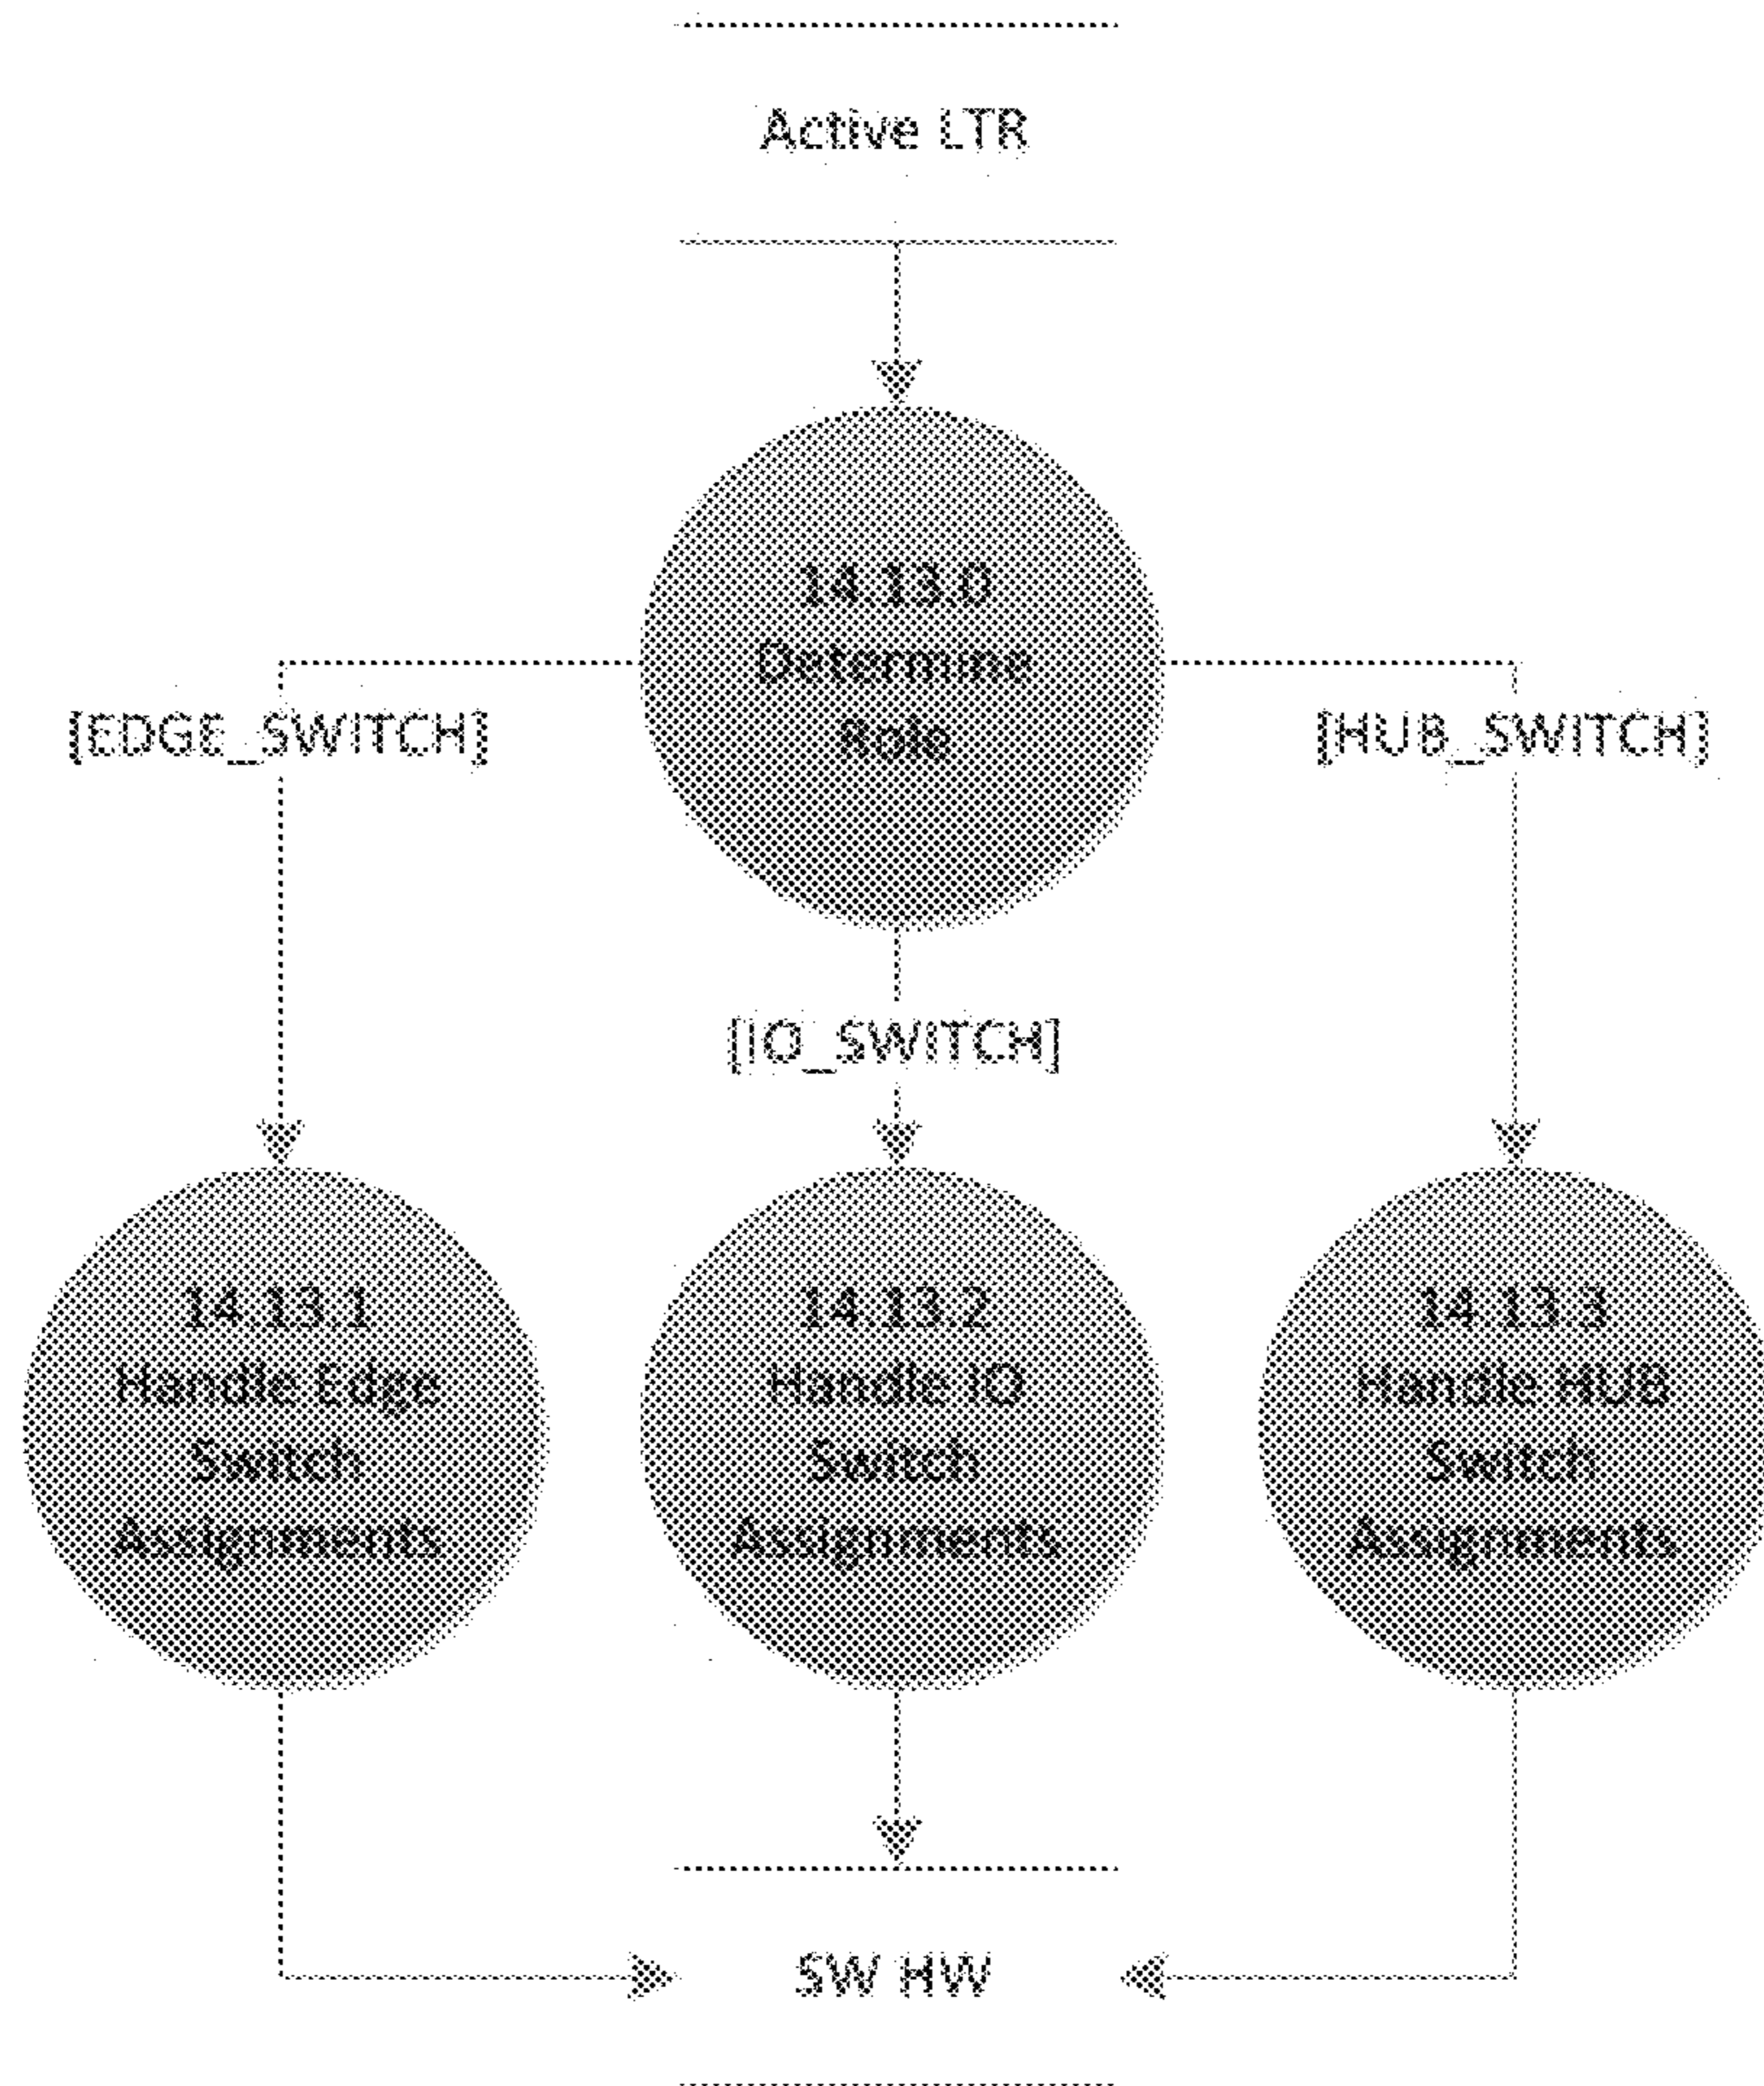 Active LTR
14.13.0
Determine
Role
[EDGE_SWITCH]
[HUB_SWITCH]
[IO_SWITCH]
14.13.1
Handle Edge
Switch
Assignments
14.13.2
Handle IO
Switch
Assignments
14.13.3
Handle HUB
Switch
Assignments
SW HW